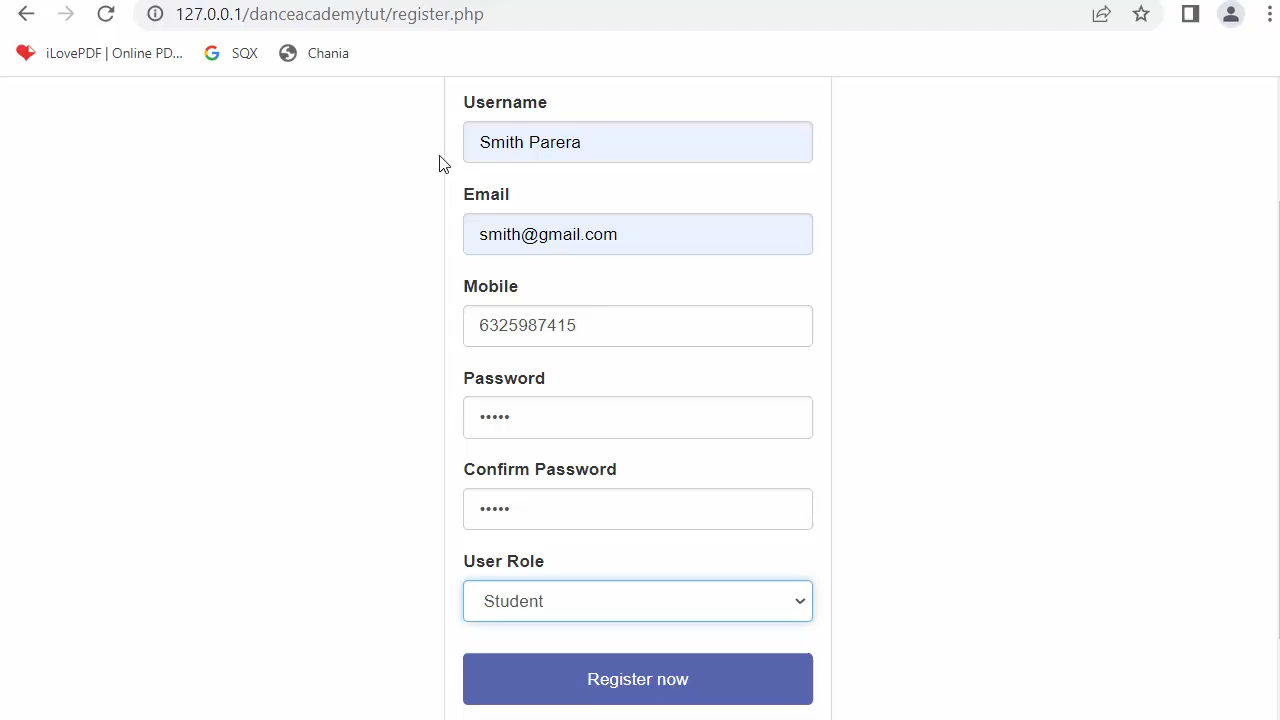 127.0.0.1/danceacademytut/register.php
iLovePDF | Online PD... SQX Chania
Username
Smith Parera
Email
smith@gmail.com
Mobile
6325987415
Password
•••••
Confirm Password
•••••
User Role
Student
Register now